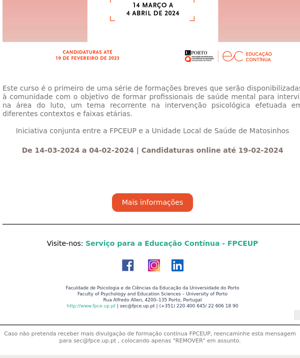 14 MARÇO A
4 ABRIL DE 2024
CANDIDATURAS ATÉ
19 DE FEVEREIRO DE 2023
U.PORTO
EDUCAÇÃO
CONTÍNUA.
Este curso é o primeiro de uma série de formações breves que serão disponibilizadas
à comunidade com o objetivo de formar profissionais de saúde mental para intervir
na área do luto, um tema recorrente na intervenção psicológica efetuada em
diferentes contextos e faixas etárias.
Iniciativa conjunta entre a FPCEUP e a Unidade Local de Saúde de Matosinhos
De 14-03-2024 a 04-02-2024 | Candidaturas online até 19-02-2024
Mais informações
Visite-nos: Serviço para a Educação Contínua - FPCEUP
Faculdade de Psicologia e de Ciências da Educação da Universidade do Porto
Faculty of Psychology and Education Sciences – University of Porto
Rua Alfredo Allen, 4200–135 Porto, Portugal
http://www.fpce.up.pt | sec@fpce.up.pt | (+351) 220 400 645/ 22 606 18 90
Caso não pretenda receber mais divulgação de formação contínua FPCEUP, reencaminhe esta mensagem
para sec@fpce.up.pt , colocando apenas "REMOVER" em assunto.